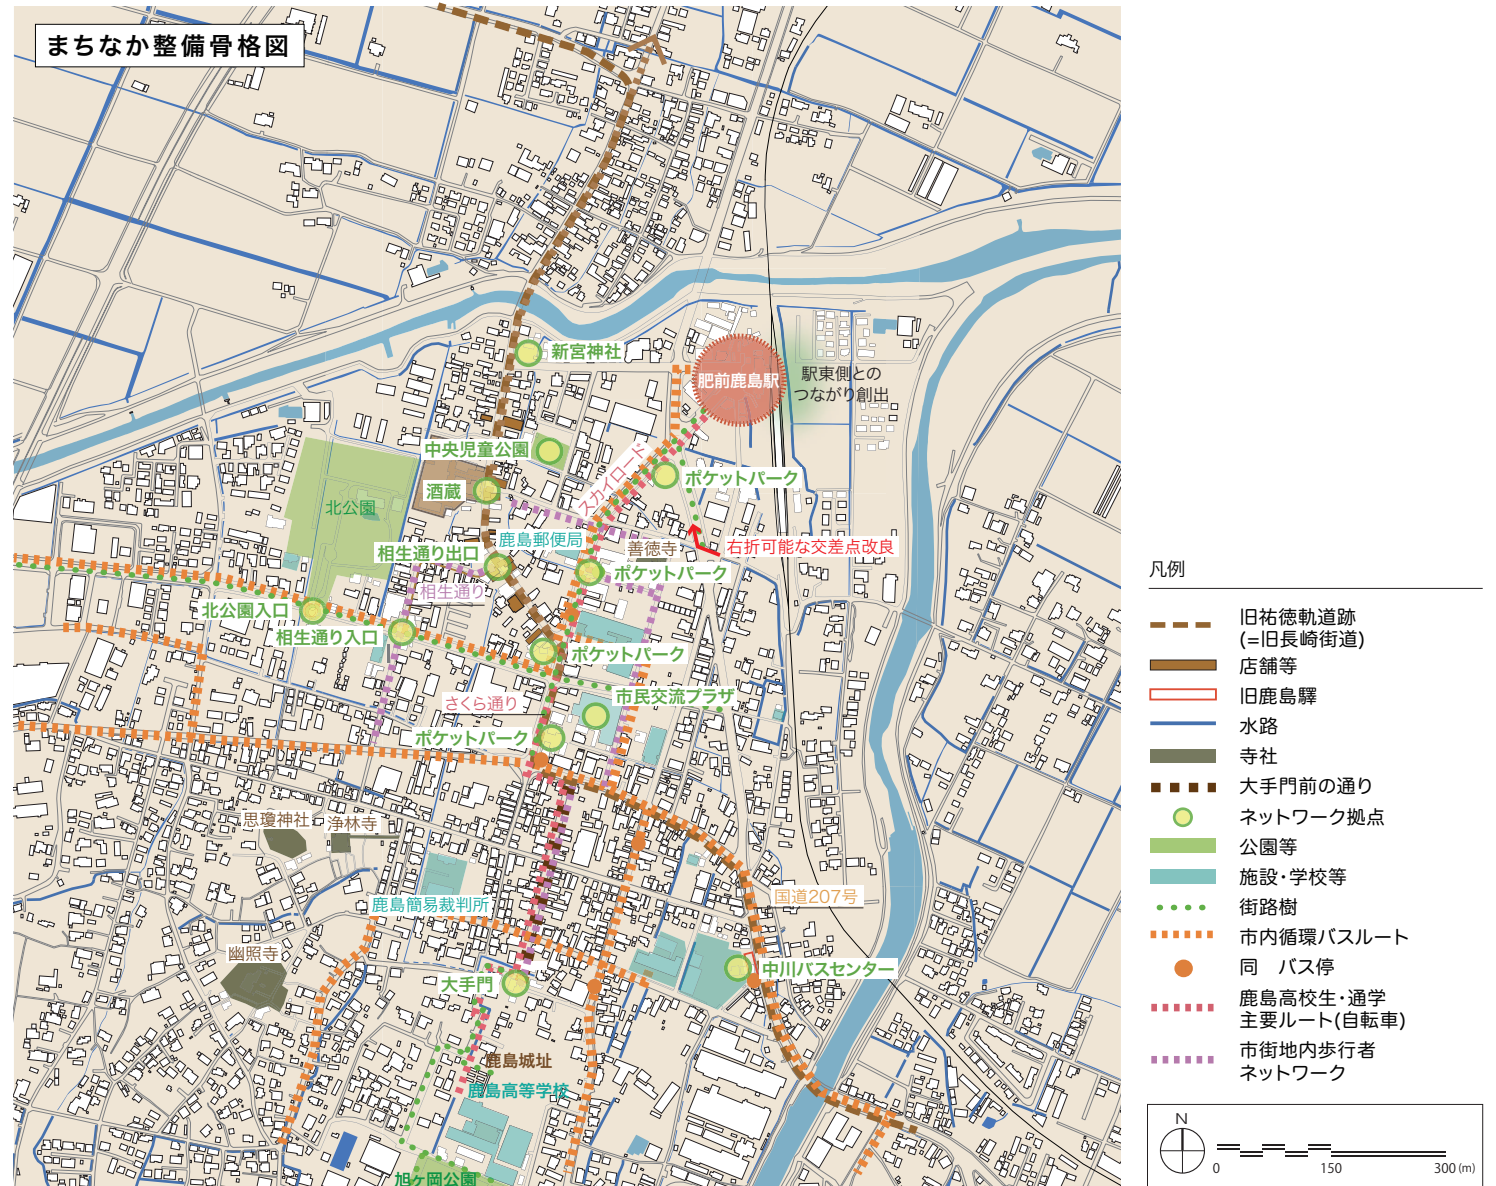 まちなか整備骨格図
新宮神社
肥前鹿島駅
駅東側との
つながり創出
中央児童公園
スカイロード
ポケットパーク
酒蔵
北公園
鹿島郵便局
善徳寺
右折可能な交差点改良
相生通り出口
ポケットパーク
相生通り
北公園入口
相生通り入口
ポケットパーク
市民交流プラザ
さくら通り
ポケットパーク
思瓊神社
浄林寺
国道207号
鹿島簡易裁判所
幽照寺
中川バスセンター
大手門
鹿島城址
鹿島高等学校
旭ヶ岡公園
凡例
旧祐徳軌道跡
(=旧長崎街道)
店舗等
旧鹿島驛
水路
寺社
大手門前の通り
ネットワーク拠点
公園等
施設・学校等
街路樹
市内循環バスルート
同　バス停
鹿島高校生・通学
主要ルート(自転車)
市街地内歩行者
ネットワーク
N
0 150 300 (m)